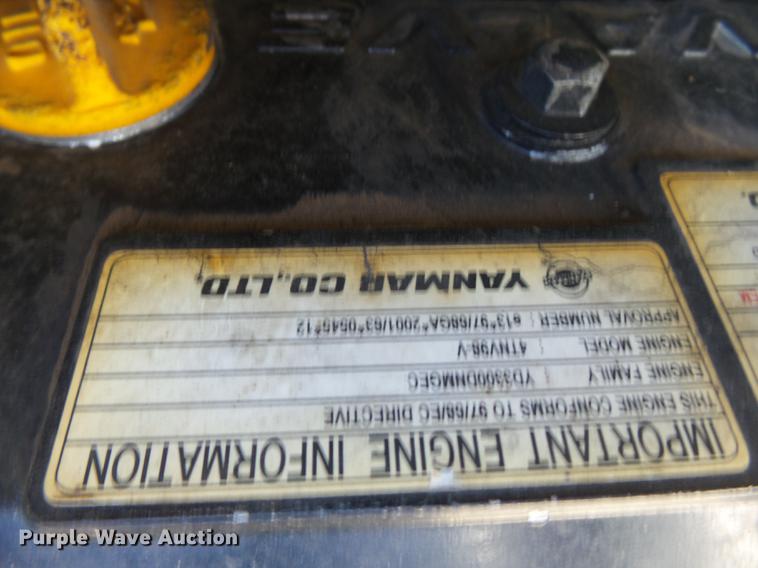 IMPORTANT ENGINE INFORMATION
THIS ENGINE CONFORMS TO 97/68/EC DIRECTIVE
ENGINE FAMILY : YD3300DNMGEC
ENGINE MODEL : 4TNV98-V
APPROVAL NUMBER : e13*97/68GA*2001/63*0545*12
YANMAR CO.,LTD.
Purple Wave Auction